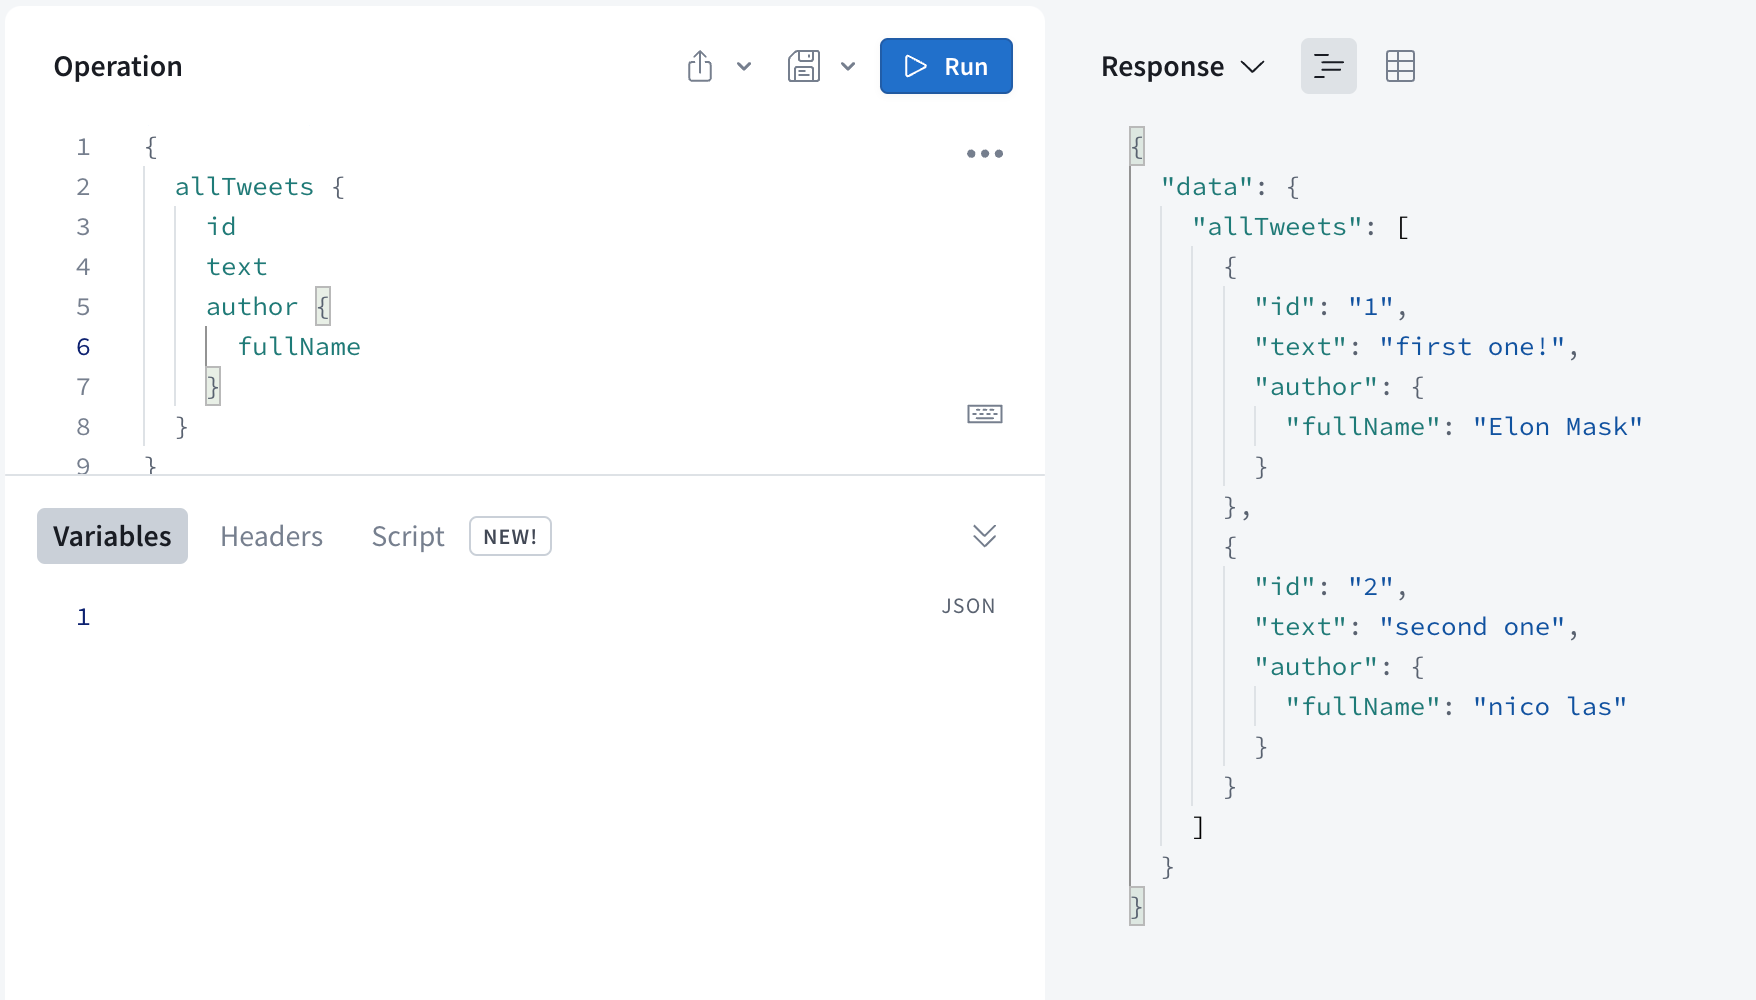 Operation
Run
1 {
2 allTweets {
3 id
4 text
5 author {
6 fullName
7 }
8 }
9 }
Variables Headers Script NEW!
1
JSON
Response
{
"data": {
"allTweets": [
{
"id": "1",
"text": "first one!",
"author": {
"fullName": "Elon Mask"
}
},
{
"id": "2",
"text": "second one",
"author": {
"fullName": "nico las"
}
}
]
}
}